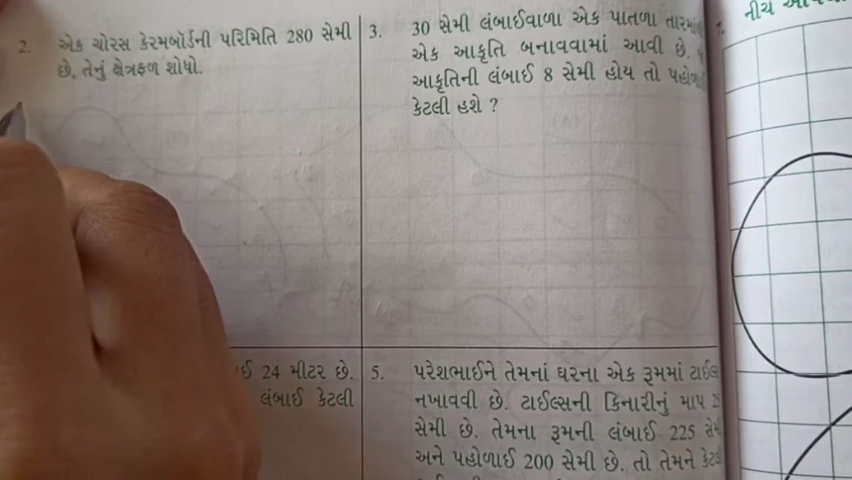 2. એક ચોરસ કેરમબૉર્ડની પરિમિતિ 280 સેમી
છે, તેનું ક્ષેત્રફળ શોધો.
3. 30 સેમી લંબાઈવાળા એક પાતળા તારમાંથી
એક આકૃતિ બનાવવામાં આવી છે.
આકૃતિની લંબાઈ 8 સેમી હોય તો
કેટલી હશે ?
24 મીટર છે.
લંબાઈ કેટલી
5. પરેશભાઈને તેમનાં ઘરના એક રૂમમાં
નખાવવી છે. ટાઈલ્સની કિનારીનું માપ
સેમી છે. તેમના રૂમની લંબાઈ 225
અને પહોળાઈ 200 સેમી છે. તો તેમને
7. નીચે